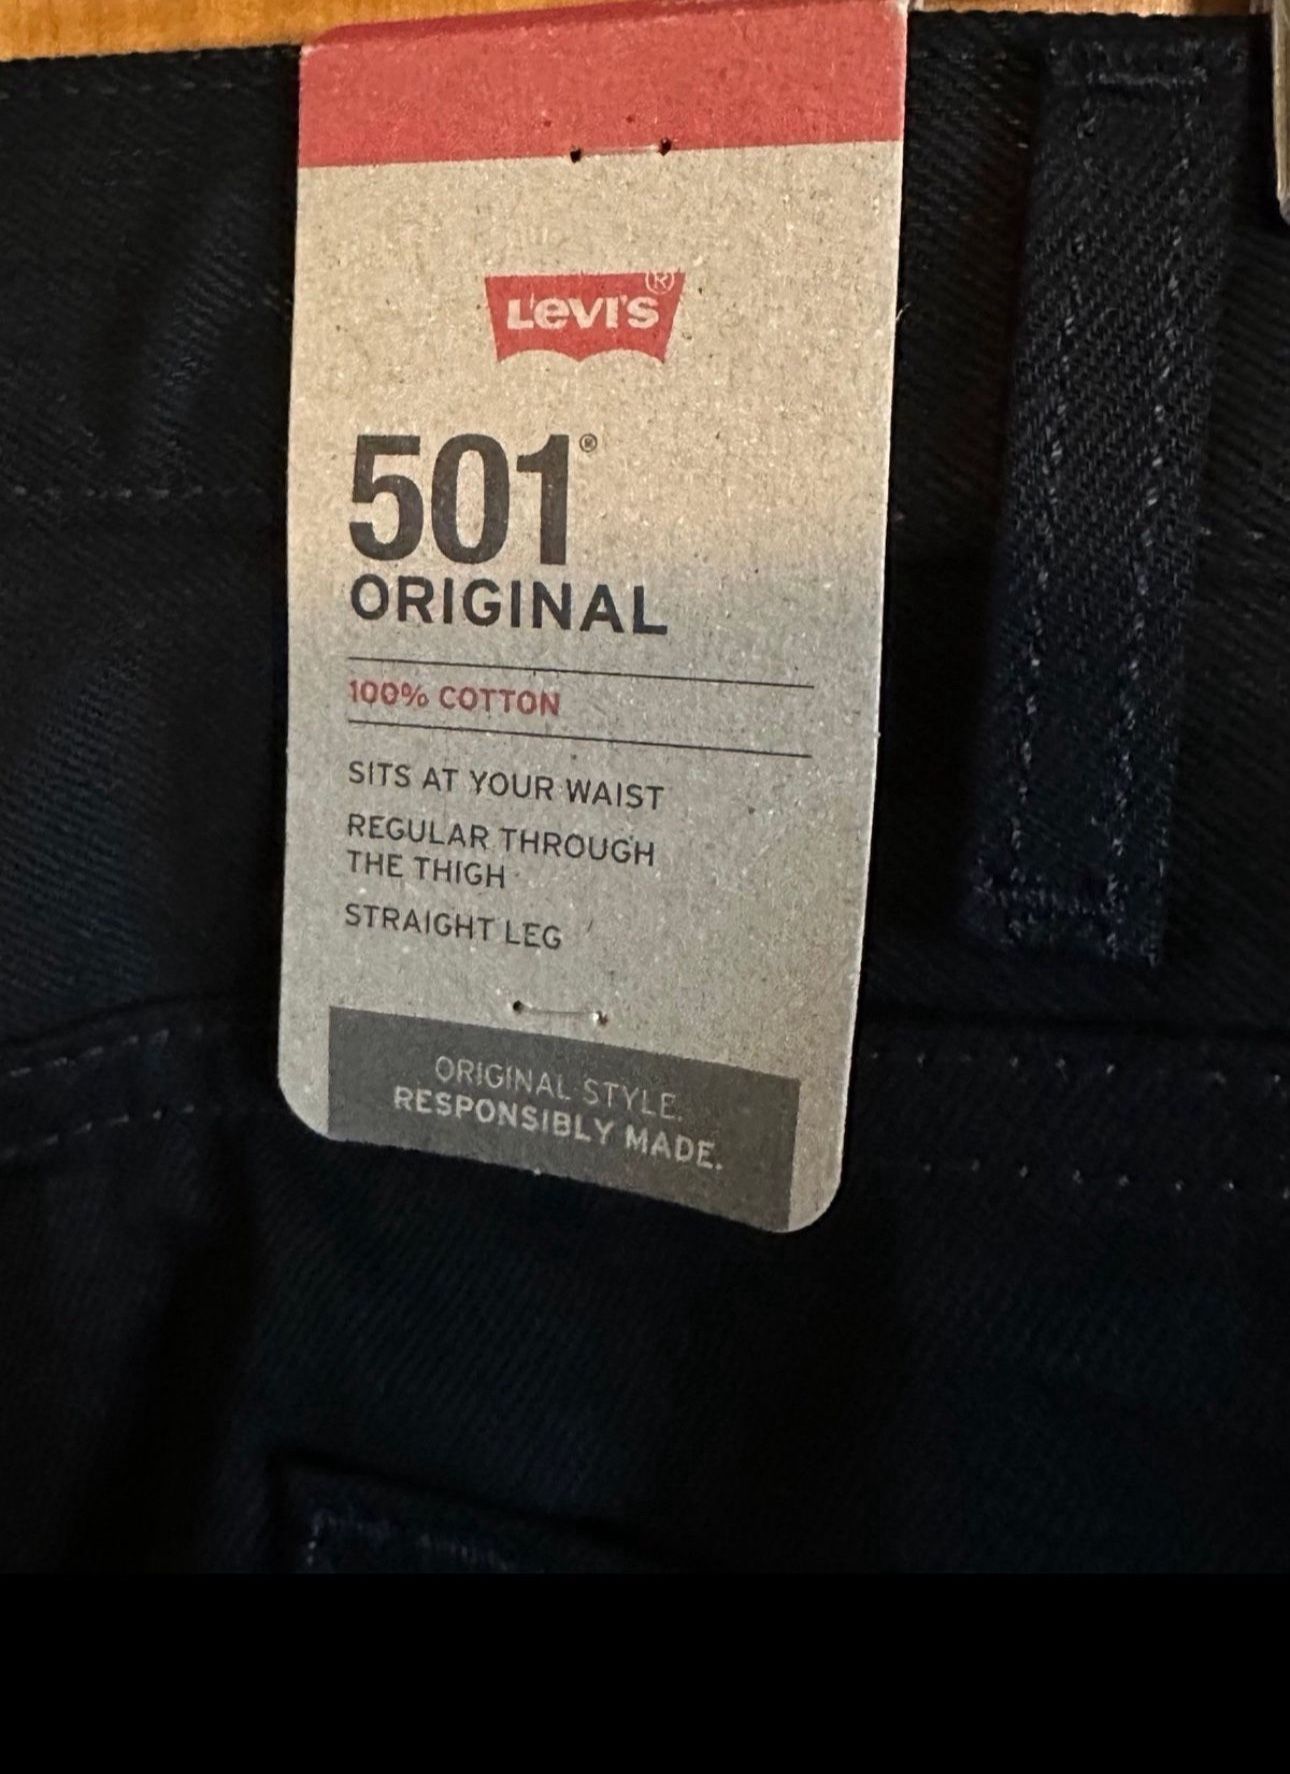 LEVI'S®
501®
ORIGINAL
100% COTTON
SITS AT YOUR WAIST
REGULAR THROUGH
THE THIGH
STRAIGHT LEG
ORIGINAL STYLE.
RESPONSIBLY MADE.